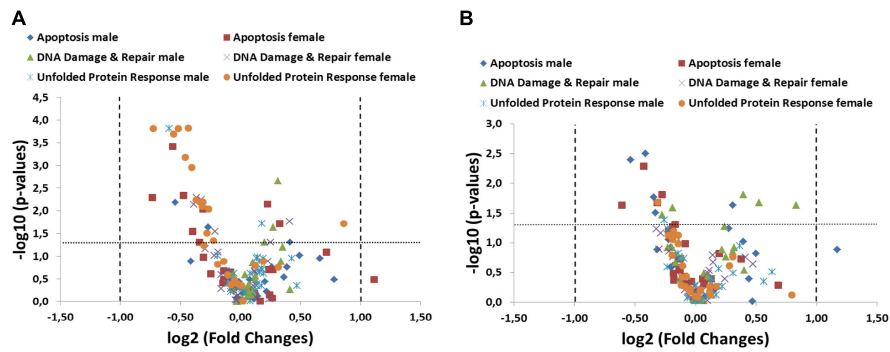 A
Apoptosis male Apoptosis female
DNA Damage & Repair male DNA Damage & Repair female
Unfolded Protein Response male Unfolded Protein Response female
-log10 (p-values)
4,5
4,0
3,5
3,0
2,5
2,0
1,5
1,0
0,5
0,0
-1,50 -1,00 -0,50 0,00 0,50 1,00 1,50
log2 (Fold Changes)
B
Apoptosis male Apoptosis female
DNA Damage & Repair male DNA Damage & Repair female
Unfolded Protein Response male Unfolded Protein Response female
-log10 (p-values)
3,0
2,5
2,0
1,5
1,0
0,5
0,0
-1,50 -1,00 -0,50 0,00 0,50 1,00 1,50
log2 (Fold Changes)